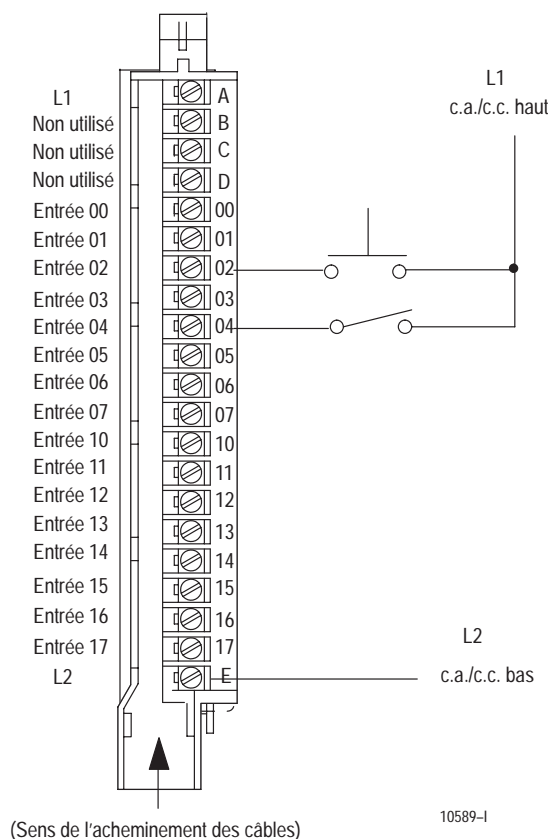 L1
Non utilisé
Non utilisé
Non utilisé
Entrée 00
Entrée 01
Entrée 02
Entrée 03
Entrée 04
Entrée 05
Entrée 06
Entrée 07
Entrée 10
Entrée 11
Entrée 12
Entrée 13
Entrée 14
Entrée 15
Entrée 16
Entrée 17
L2
A
B
C
D
00
01
02
03
04
05
06
07
10
11
12
13
14
15
16
17
E
L1
c.a./c.c. haut
L2
c.a./c.c. bas
(Sens de l'acheminement des câbles)
10589–I